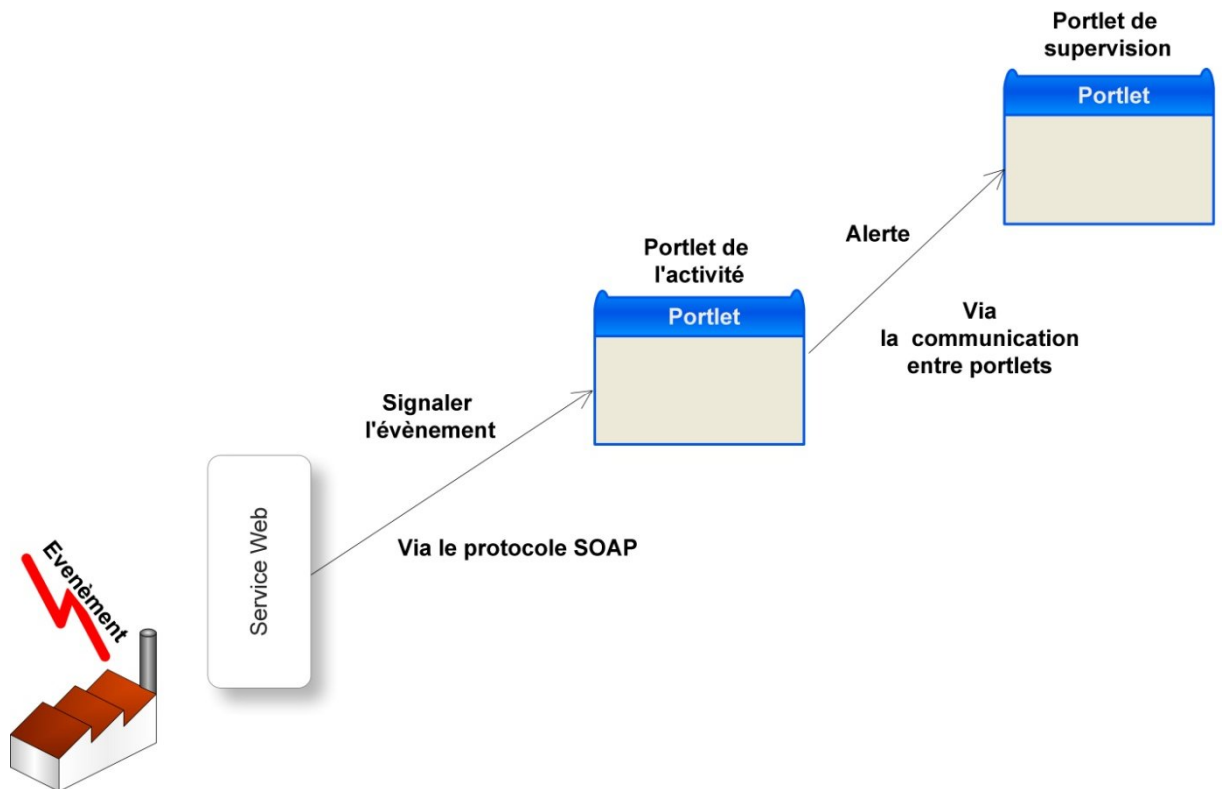 Portlet de
supervision
Portlet
Alerte
Portlet de
l'activité
Portlet
Via
la communication
entre portlets
Signaler
l'évènement
Via le protocole SOAP
Service Web
Evenèment